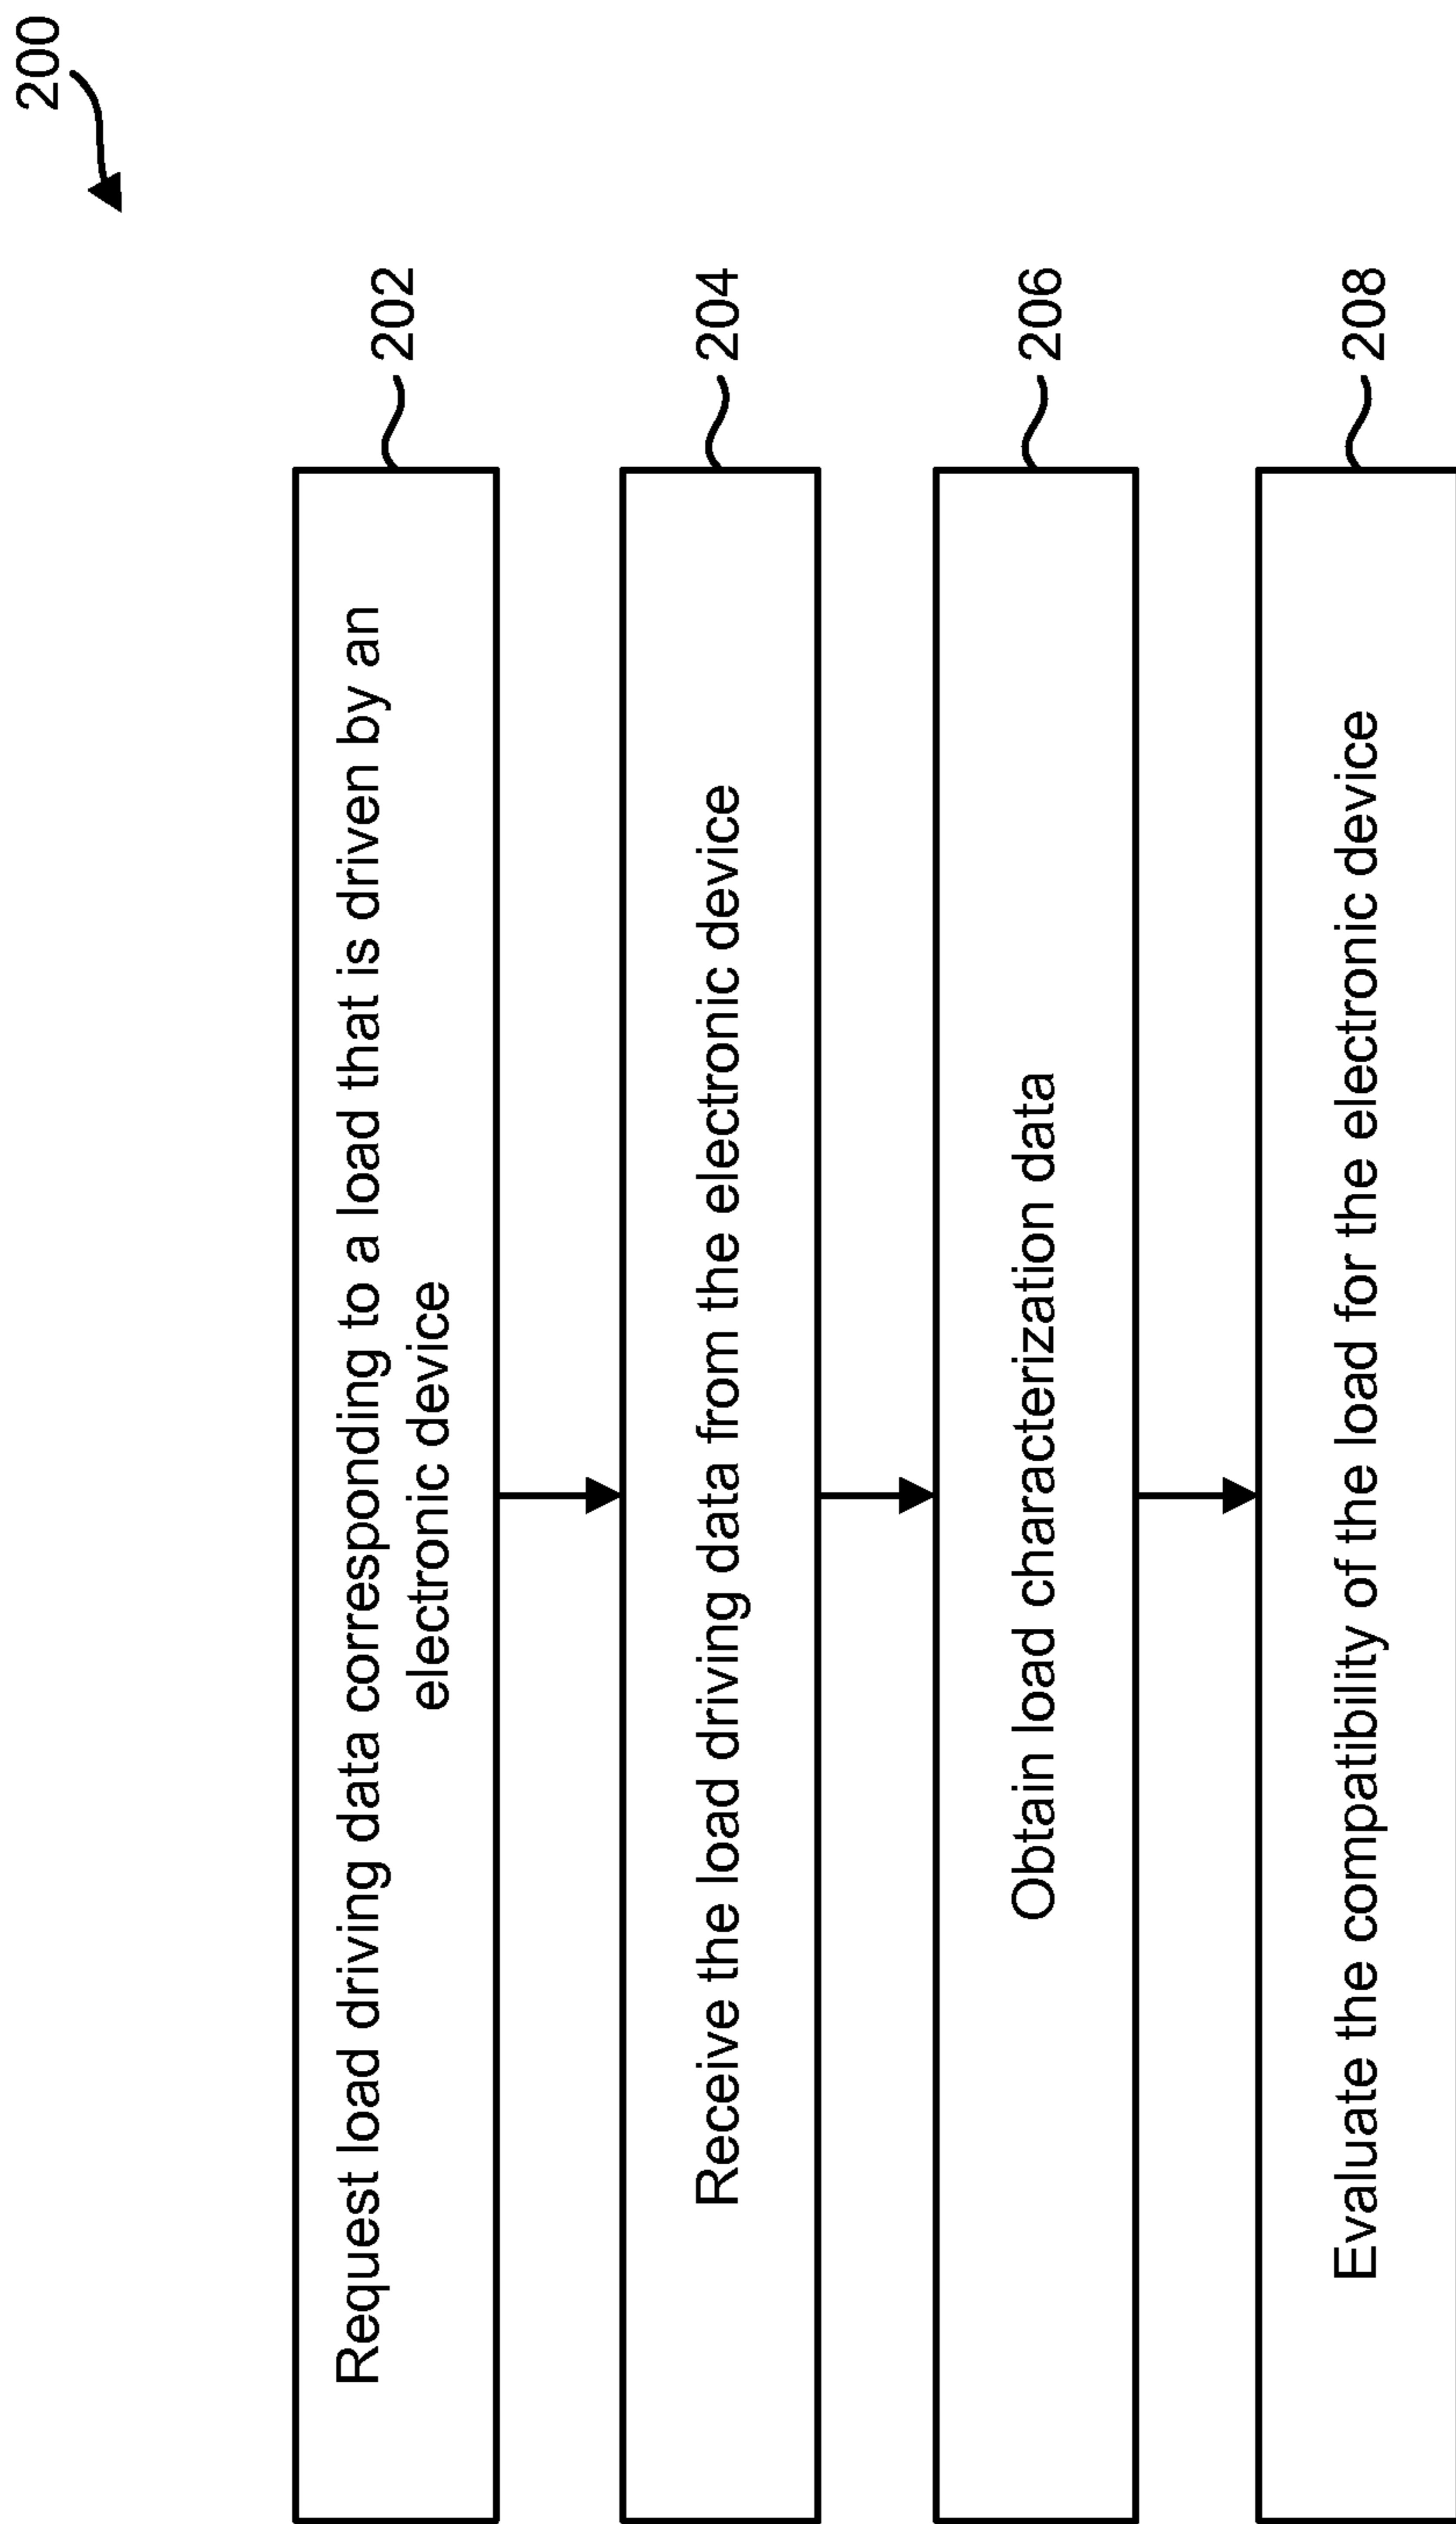 200
Request load driving data corresponding to a load that is driven by an
electronic device
202
Receive the load driving data from the electronic device
204
Obtain load characterization data
206
Evaluate the compatibility of the load for the electronic device
208